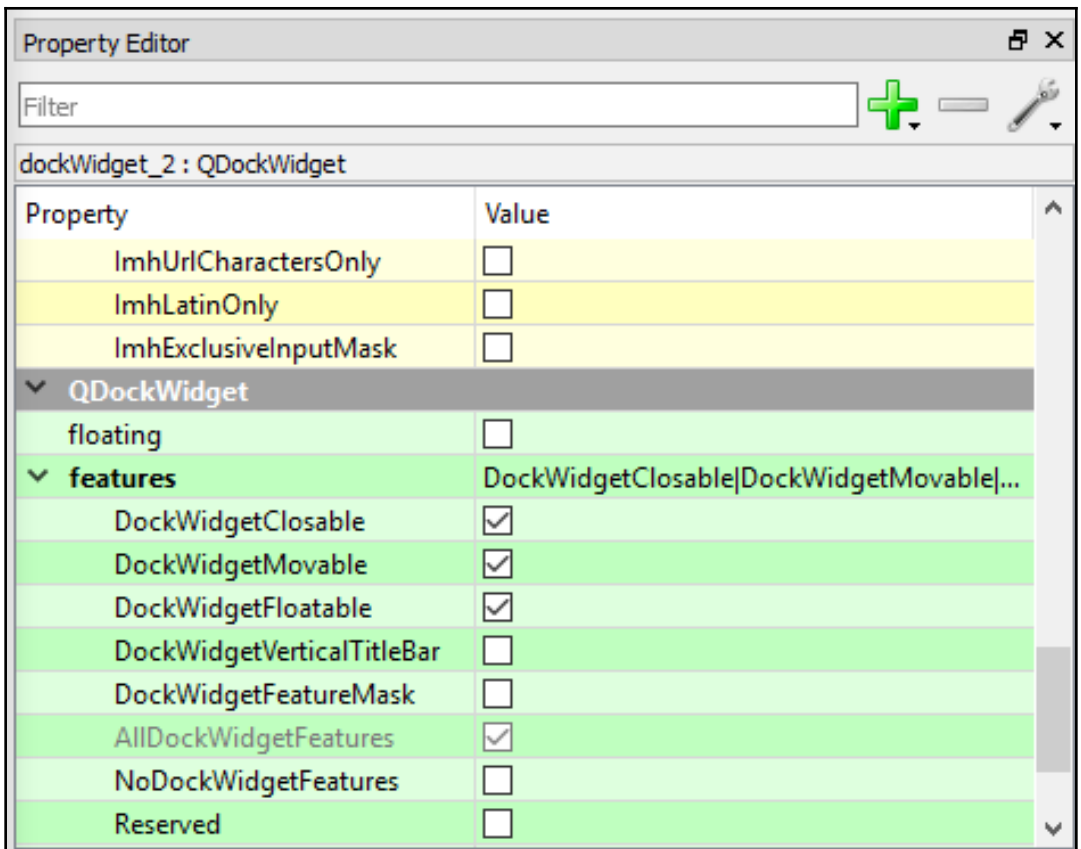 Property Editor
Filter
dockWidget_2 : QDockWidget
Property Value
ImhUrlCharactersOnly
ImhLatinOnly
ImhExclusiveInputMask
QDockWidget
floating
features DockWidgetClosable|DockWidgetMovable|...
DockWidgetClosable
DockWidgetMovable
DockWidgetFloatable
DockWidgetVerticalTitleBar
DockWidgetFeatureMask
AllDockWidgetFeatures
NoDockWidgetFeatures
Reserved